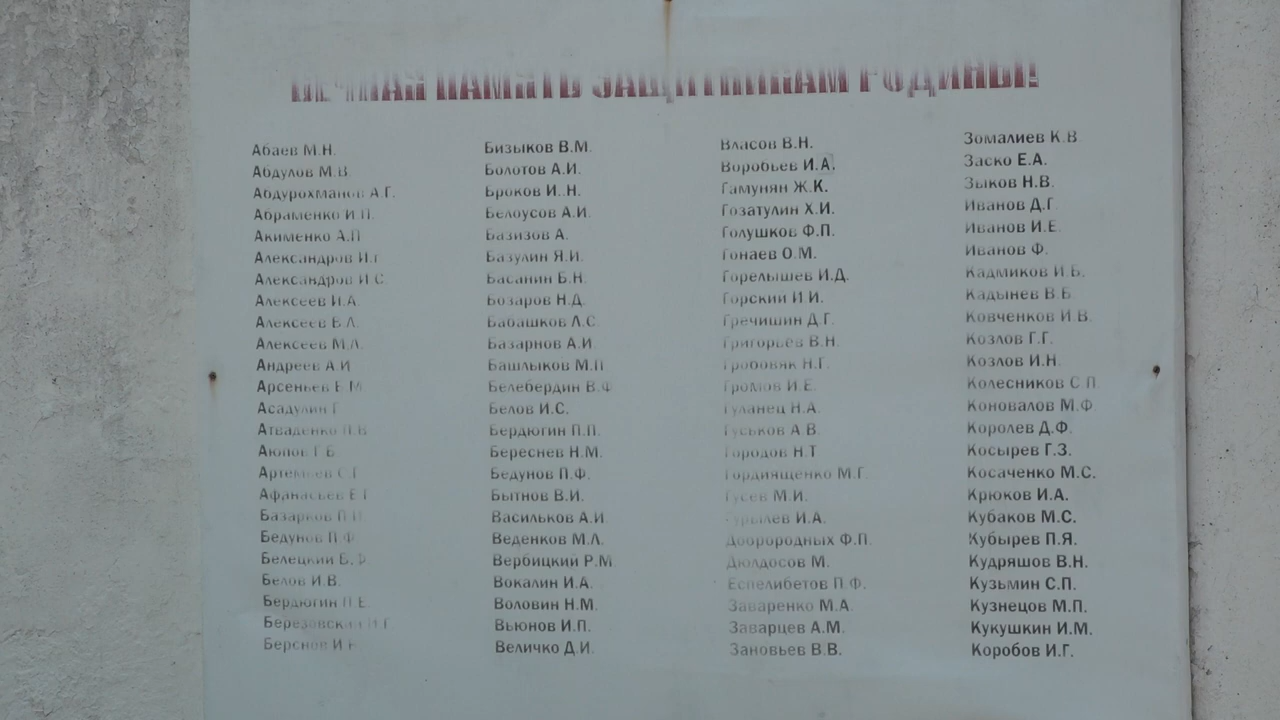 ВЕЧНАЯ ПАМЯТЬ ЗАЩИТНИКАМ РОДИНЫ!
Абаев М.Н.
Абдулов М.В.
Абдурохманов А.Г.
Абраменко И.П.
Акименко А.П
Александров И.Г
Александров И.С.
Алексеев И.А.
Алексеев В.Л.
Алексеев М.Л.
Андреев А.И
Арсеньев Е.М
Асадулин Г
Атваденко П.В
Аюпов Г.Б
Артемьев С.Г
Афанасьев Е.Г
Базарков П.И
Бедунов П.Ф
Белецкий В.Ф
Белов И.В.
Бердюгин П.Е.
Березовский И.Г.
Берснев И.Н
Бизыков В.М.
Болотов А.И.
Броков И..Н.
Белоусов А.И.
Базизов А.
Базулин Я.И.
Басанин Б.Н.
Бозаров Н.Д.
Бабашков Л.С
Базарнов А.И
Башлыков М.П
Белебердин В.Ф
Белов И.С.
Бердюгин П.П.
Береснев Н.М.
Бедунов П.Ф.
Бытнов В.И.
Васильков А.И
Веденков М.Л.
Вербицкий Р.М.
Вокалин И.А.
Воловин Н.М.
Вьюнов И.П.
Величко Д.И.
Власов В.Н.
Воробьев И.А.
Гамунян Ж.К.
Гозатулин Х.И.
Голушков Ф.П.
Гонаев О.М.
Горелышев И.Д.
Горский И И.
Гречишин Д.Г.
Григорьев В.Н.
Гробовяк Н.Г.
Громов И.Е.
Гуланец Н.А.
Гуськов А В.
Городов Н.Т
Гордиященко М.Г.
Гусев М.И.
Гурылев И.А.
Доброродных Ф.П.
Дюлдосов М.
Еспелибетов П.Ф.
Заваренко М.А.
Заварцев А.М.
Зановьев В.В.
Зомалиев К.В.
Заско Е.А.
Зыков Н.В.
Иванов Д.Г.
Иванов И.Е.
Иванов Ф.
Кадмиков И.Б.
Кадынев В.Б
Ковченков И.В.
Козлов Г.Г.
Козлов И.Н.
Колесников С.П
Коновалов М.Ф
Королев Д.Ф.
Косырев Г.З.
Косаченко М.С.
Крюков И.А.
Кубаков М.С.
Кубырев П.Я.
Кудряшов В.Н.
Кузьмин С.П.
Кузнецов М.П.
Кукушкин И.М.
Коробов И.Г.